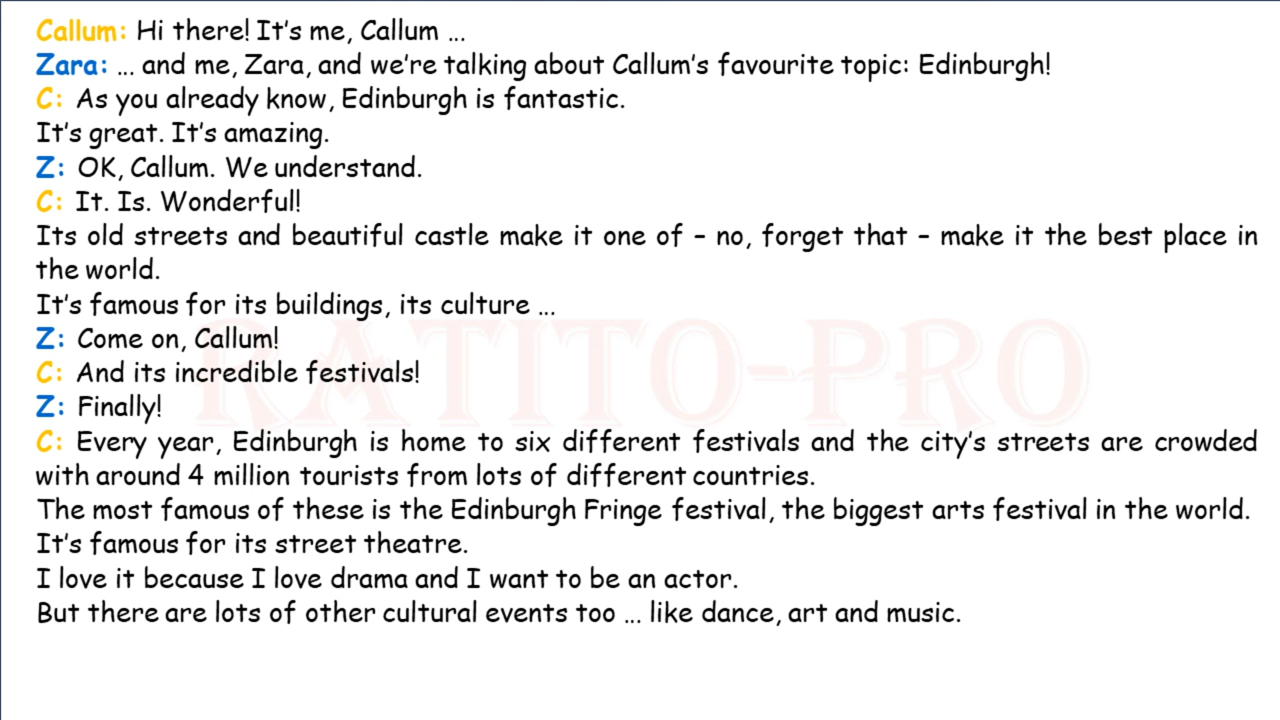 Callum: Hi there! It's me, Callum ...
Zara: ... and me, Zara, and we're talking about Callum's favourite topic: Edinburgh!
C: As you already know, Edinburgh is fantastic.
It's great. It's amazing.
Z: OK, Callum. We understand.
C: It. Is. Wonderful!
Its old streets and beautiful castle make it one of – no, forget that – make it the best place in
the world.
It's famous for its buildings, its culture ...
Z: Come on, Callum!
RATITO-PRO
C: And its incredible festivals!
Z: Finally!
C: Every year, Edinburgh is home to six different festivals and the city's streets are crowded
with around 4 million tourists from lots of different countries.
The most famous of these is the Edinburgh Fringe festival, the biggest arts festival in the world.
It's famous for its street theatre.
I love it because I love drama and I want to be an actor.
But there are lots of other cultural events too ... like dance, art and music.